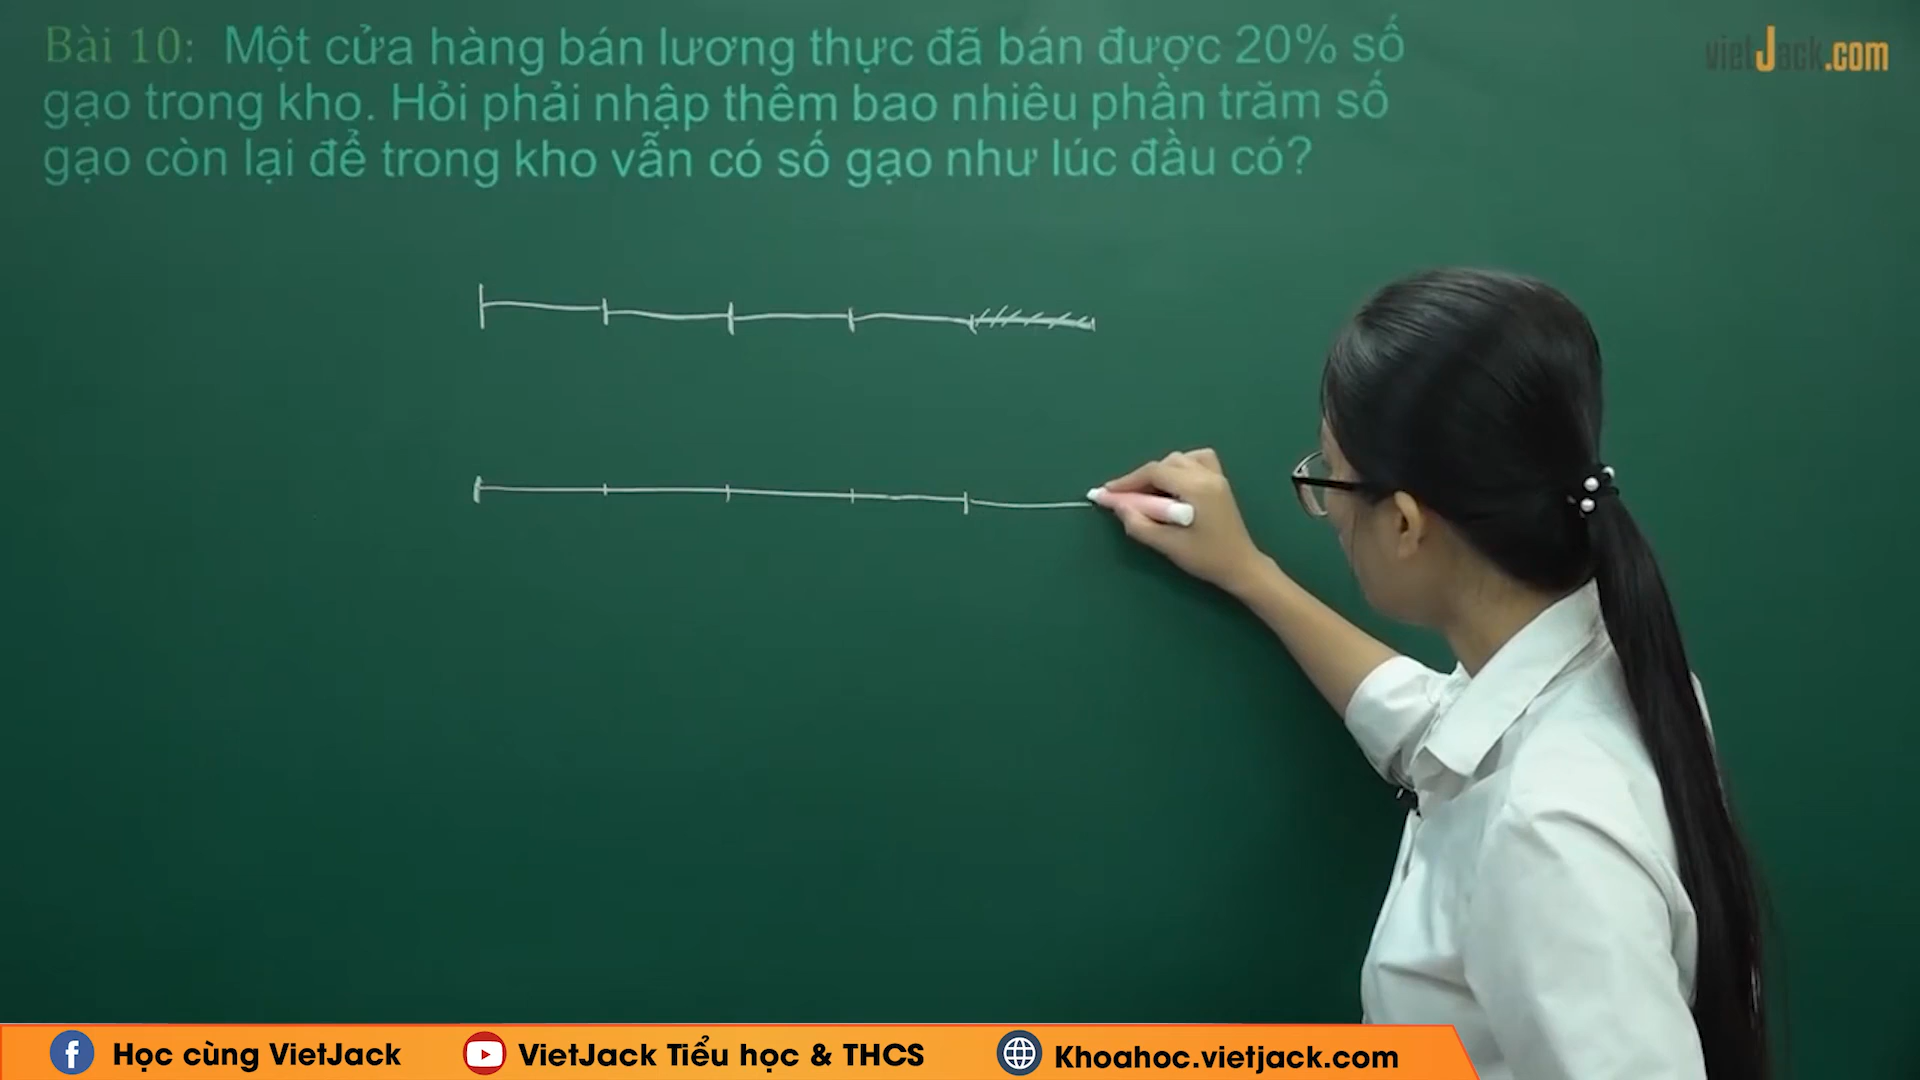 Bài 10: Một cửa hàng bán lương thực đã bán được 20% số
gạo trong kho. Hỏi phải nhập thêm bao nhiêu phần trăm số
gạo còn lại để trong kho vẫn có số gạo như lúc đầu có?
vietJack.com
Học cùng VietJack
VietJack Tiểu học & THCS
Khoahoc.vietjack.com